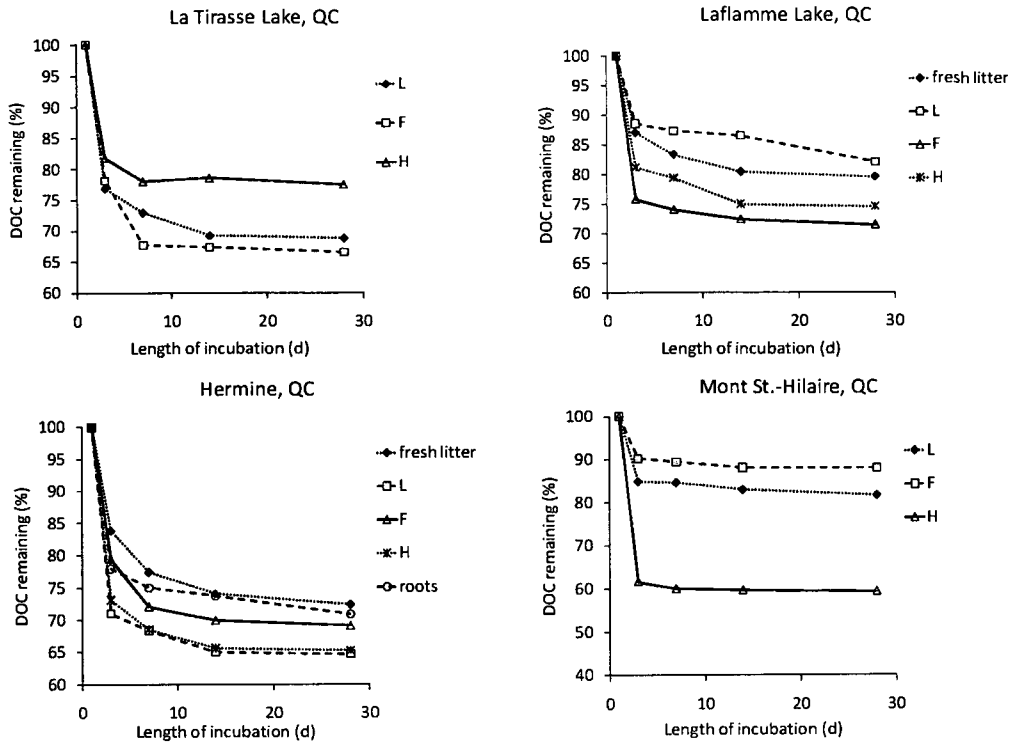 La Tirasse Lake, QC
DOC remaining (%)
100
95
90
85
80
75
70
65
60
0
10
20
30
Length of incubation (d)
L
F
H
Laflamme Lake, QC
DOC remaining (%)
100
95
90
85
80
75
70
65
60
0
10
20
30
Length of incubation (d)
fresh litter
L
F
H
Hermine, QC
DOC remaining (%)
100
95
90
85
80
75
70
65
60
0
10
20
30
Length of incubation (d)
fresh litter
L
F
H
roots
Mont St.-Hilaire, QC
DOC remaining (%)
100
90
80
70
60
50
40
0
10
20
30
Length of incubation (d)
L
F
H